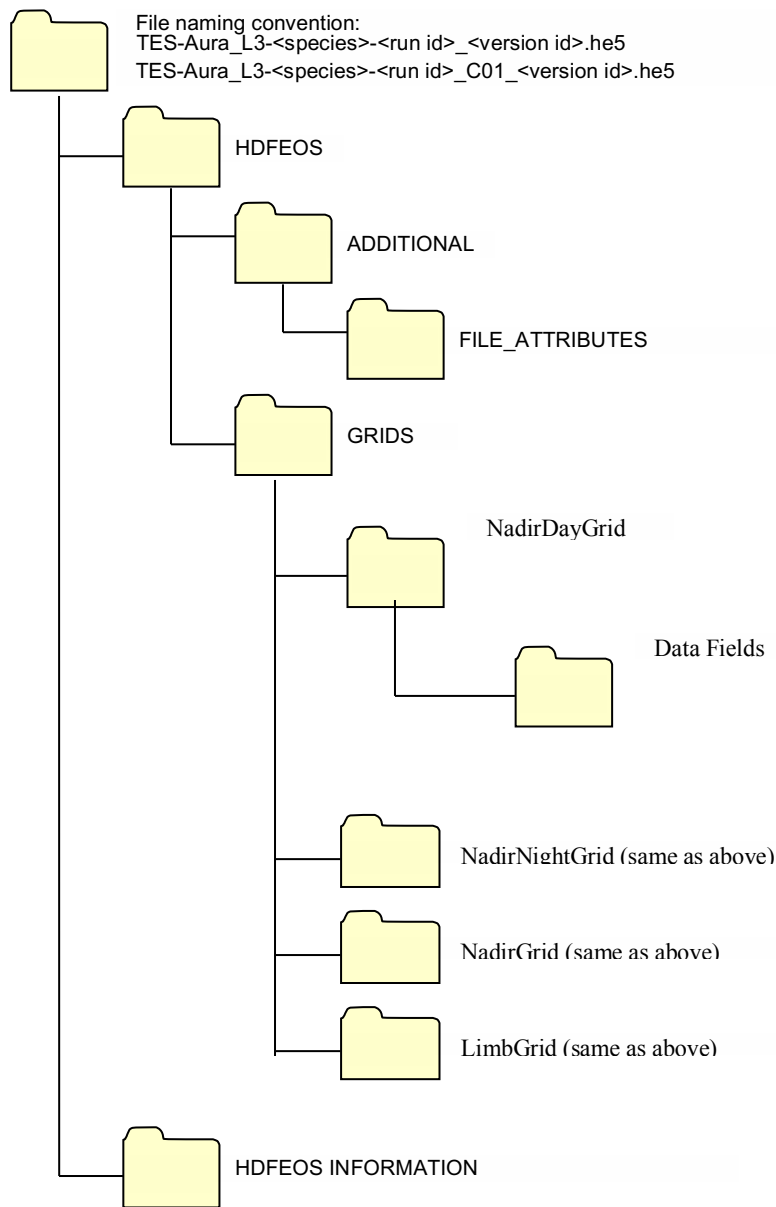 File naming convention:
TES-Aura_L3-<species>-<run id>_<version id>.he5
TES-Aura_L3-<species>-<run id>_C01_<version id>.he5
HDFEOS
ADDITIONAL
FILE_ATTRIBUTES
GRIDS
NadirDayGrid
Data Fields
NadirNightGrid (same as above)
NadirGrid (same as above)
LimbGrid (same as above)
HDFEOS INFORMATION